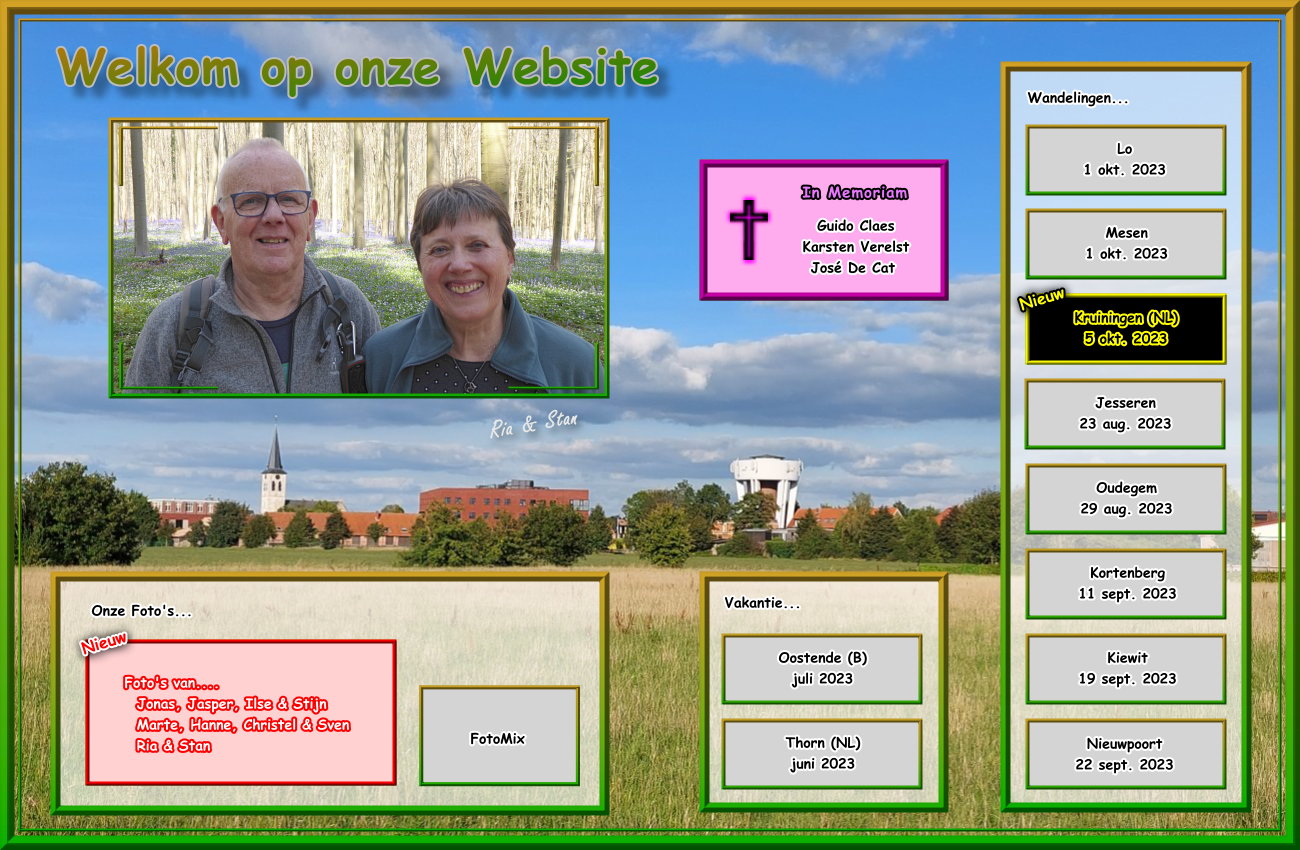 Welkom op onze Website
Ria & Stan
In Memoriam
Guido Claes
Karsten Verelst
José De Cat
Onze Foto's...
Nieuw
Foto's van....
Jonas, Jasper, Ilse & Stijn
Marte, Hanne, Christel & Sven
Ria & Stan
FotoMix
Vakantie...
Oostende (B)
juli 2023
Thorn (NL)
juni 2023
Wandelingen...
Lo
1 okt. 2023
Mesen
1 okt. 2023
Nieuw
Kruiningen (NL)
5 okt. 2023
Jesseren
23 aug. 2023
Oudegem
29 aug. 2023
Kortenberg
11 sept. 2023
Kiewit
19 sept. 2023
Nieuwpoort
22 sept. 2023